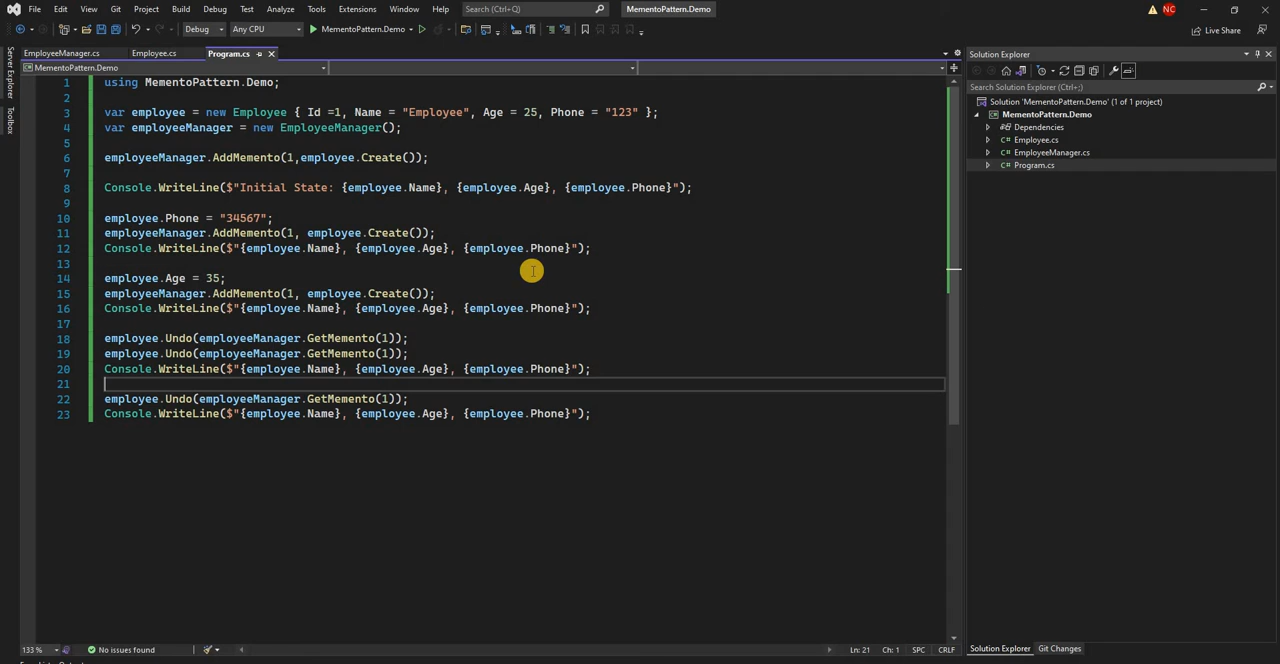 File Edit View Git Project Build Debug Test Analyze Tools Extensions Window Help Search (Ctrl+Q) MementoPattern.Demo NC
Debug Any CPU MementoPattern.Demo Live Share
Server Explorer
Toolbox
EmployeeManager.cs Employee.cs Program.cs
MementoPattern.Demo
1 using MementoPattern.Demo;
2
3 var employee = new Employee { Id =1, Name = "Employee", Age = 25, Phone = "123" };
4 var employeeManager = new EmployeeManager();
5
6 employeeManager.AddMemento(1,employee.Create());
7
8 Console.WriteLine($"Initial State: {employee.Name}, {employee.Age}, {employee.Phone}");
9
10 employee.Phone = "34567";
11 employeeManager.AddMemento(1, employee.Create());
12 Console.WriteLine($"{employee.Name}, {employee.Age}, {employee.Phone}");
13
14 employee.Age = 35;
15 employeeManager.AddMemento(1, employee.Create());
16 Console.WriteLine($"{employee.Name}, {employee.Age}, {employee.Phone}");
17
18 employee.Undo(employeeManager.GetMemento(1));
19 employee.Undo(employeeManager.GetMemento(1));
20 Console.WriteLine($"{employee.Name}, {employee.Age}, {employee.Phone}");
21
22 employee.Undo(employeeManager.GetMemento(1));
23 Console.WriteLine($"{employee.Name}, {employee.Age}, {employee.Phone}");
133 % No issues found Ln: 21 Ch: 1 SPC CRLF
Solution Explorer
Search Solution Explorer (Ctrl+;)
Solution 'MementoPattern.Demo' (1 of 1 project)
MementoPattern.Demo
Dependencies
C# Employee.cs
C# EmployeeManager.cs
C# Program.cs
Solution Explorer Git Changes